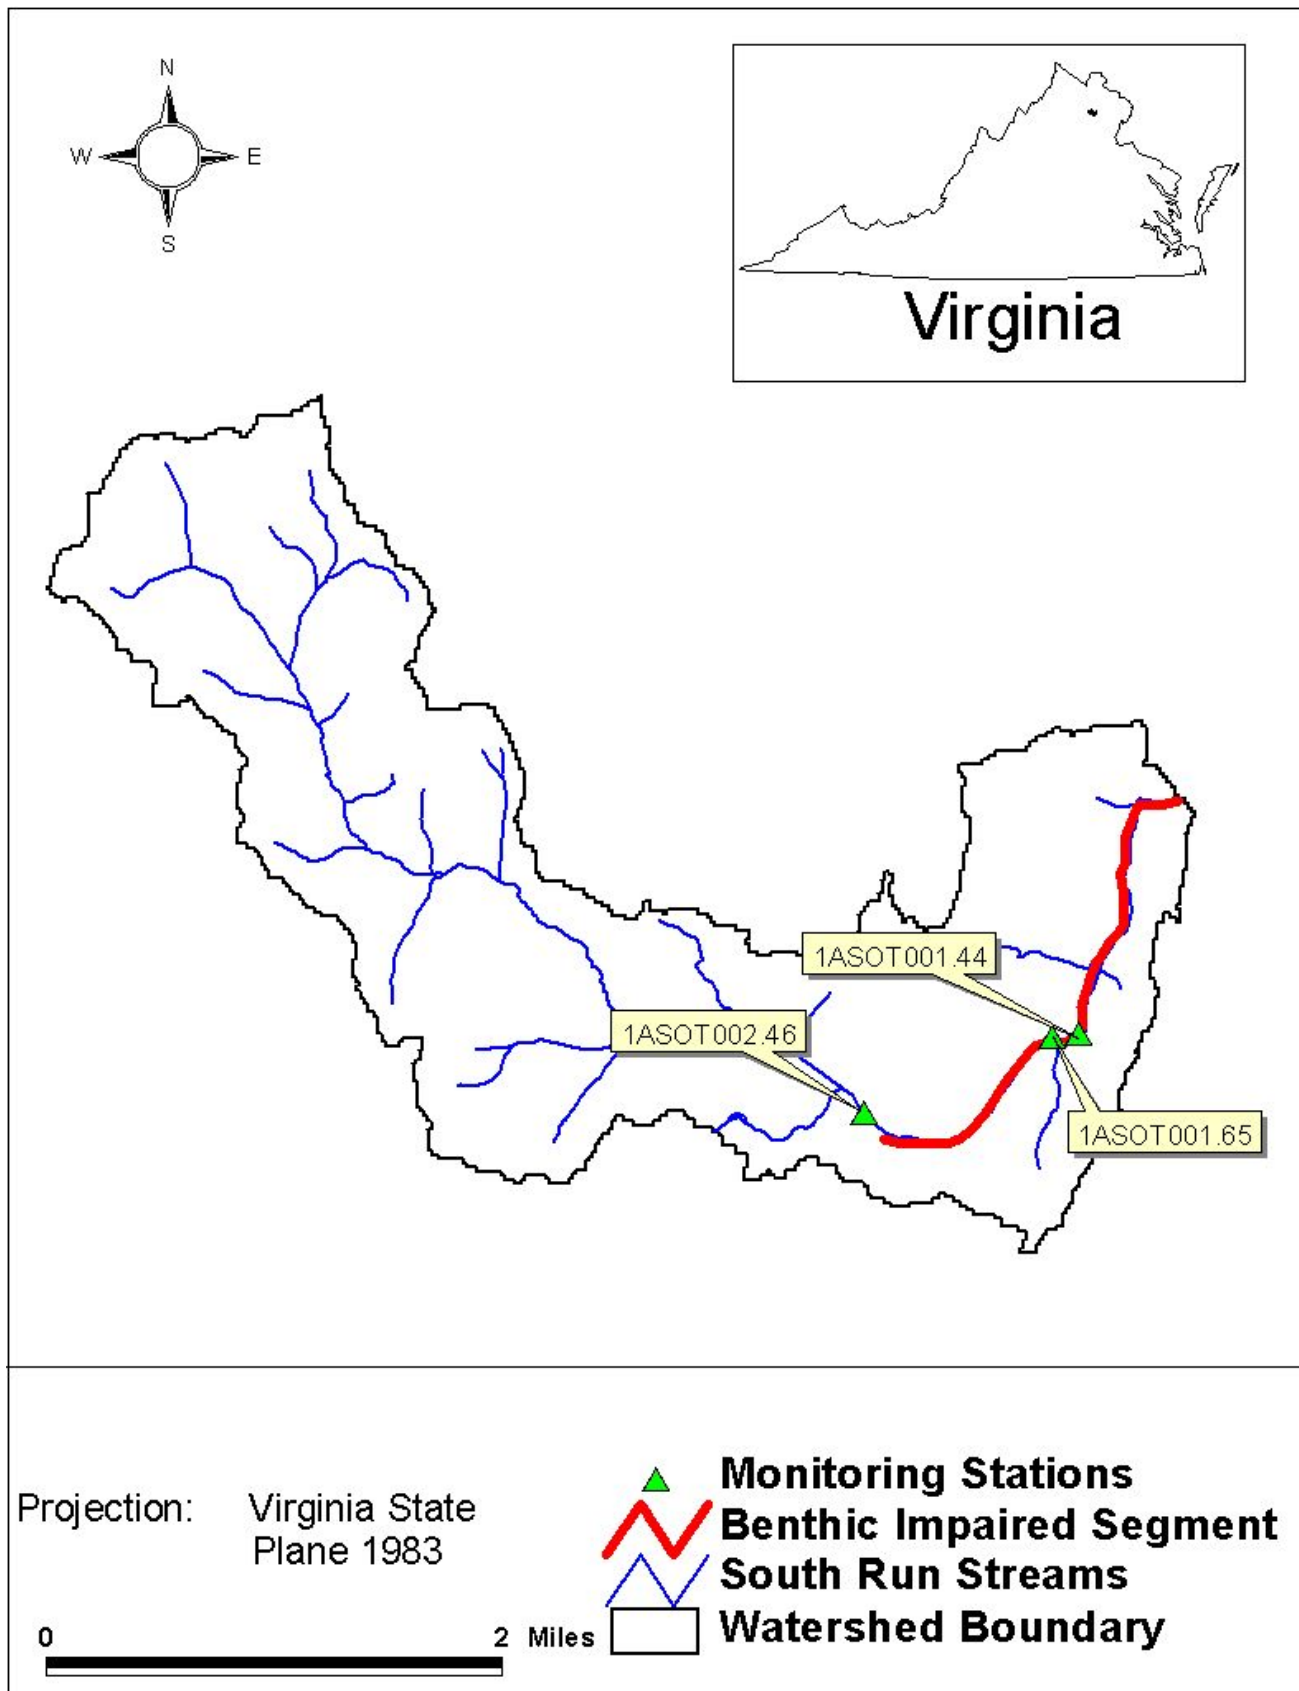 N
W
E
S
Virginia
1ASOT001.44
1ASOT002.46
1ASOT001.65
Projection: Virginia State
Plane 1983
0 2 Miles
Monitoring Stations
Benthic Impaired Segment
South Run Streams
Watershed Boundary